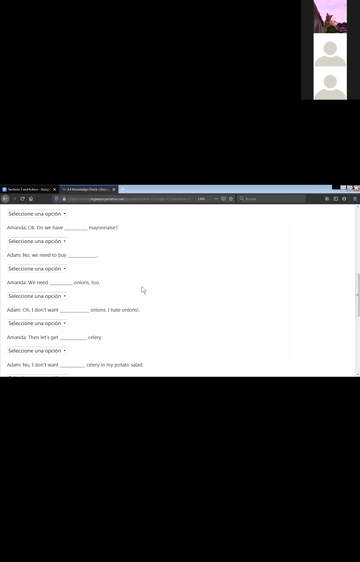 Seleccione una opción
Amanda: Ok. Do we have ________ mayonnaise?.
Seleccione una opción
Adam: No, we need to buy __________.
Seleccione una opción
Amanda: We need ________ onions, too.
Seleccione una opción
Adam: Oh, I don't want __________ onions. I hate onions!.
Seleccione una opción
Amanda: Then let's get ________ celery.
Seleccione una opción
Adam: No, I don't want ________ celery in my potato salad.